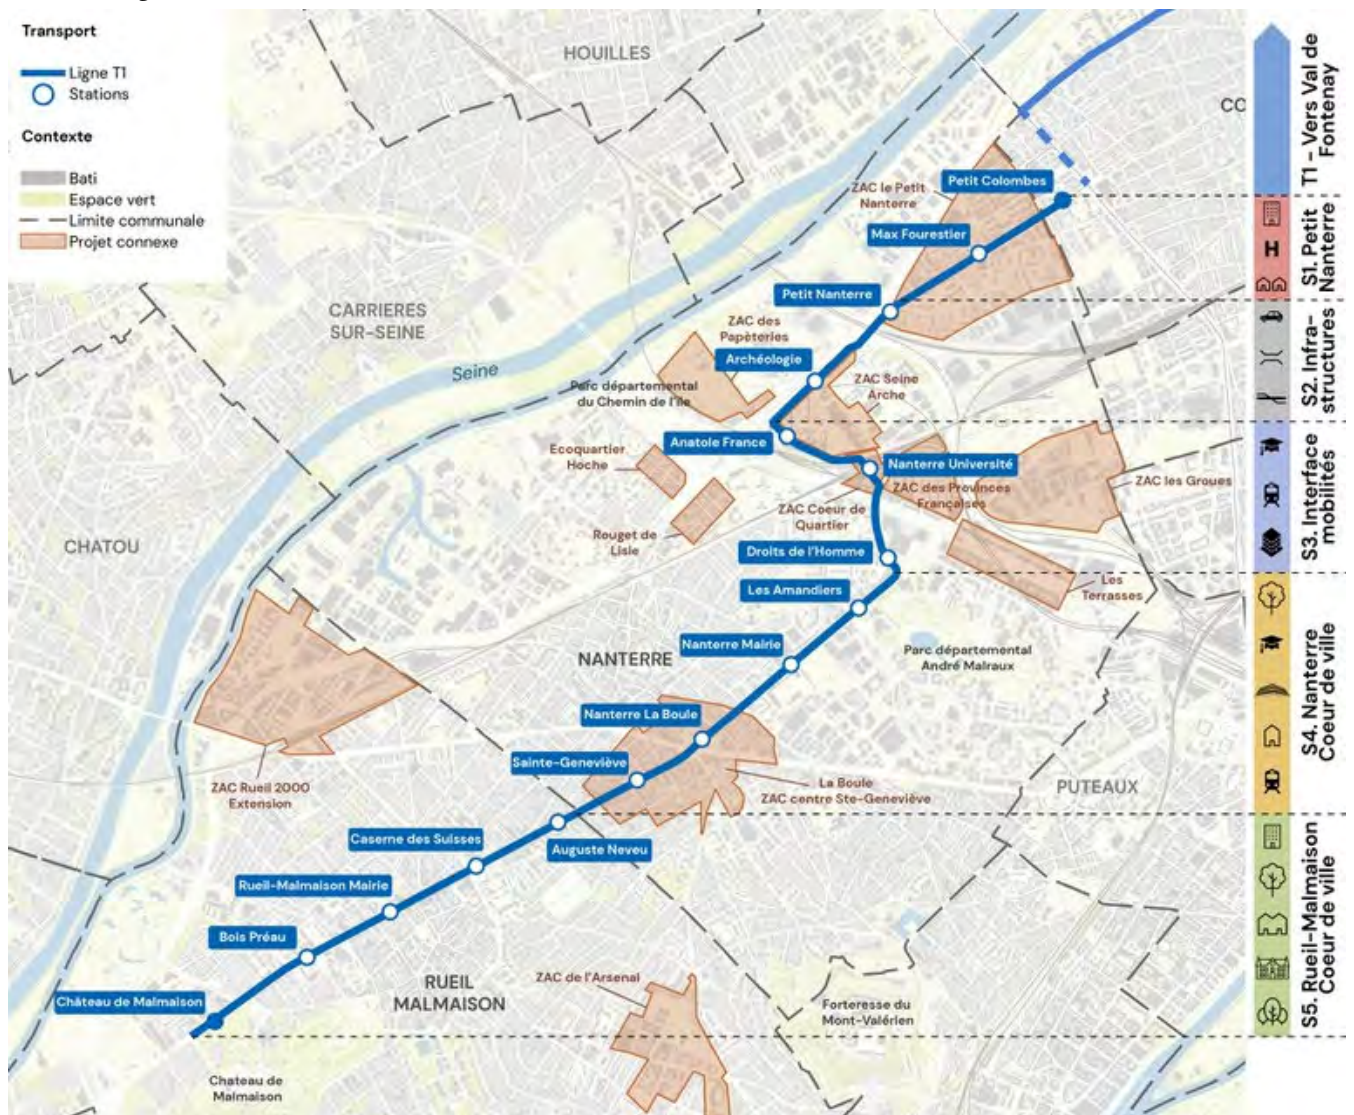 Transport
Ligne T1
Stations
Contexte
Bati
Espace vert
Limite communale
Projet connexe
HOUILLES
CO
CARRIERES
SUR-SEINE
Seine
CHATOU
NANTERRE
PUTEAUX
RUEIL
MALMAISON
Petit Colombes
ZAC le Petit
Nanterre
Max Fourestier
Petit Nanterre
ZAC des
Papèteries
Archéologie
Parc départemental
du Chemin de l'île
ZAC Seine
Arche
Anatole France
Ecoquartier
Hoche
Nanterre Université
ZAC des Provinces
Françaises
ZAC les Groues
ZAC Coeur de
Quartier
Rouget de
Lisle
Droits de l'Homme
Les Amandiers
Les
Terrasses
Nanterre Mairie
Parc départemental
André Malraux
Nanterre La Boule
Sainte-Geneviève
La Boule
ZAC centre Ste-Geneviève
ZAC Rueil 2000
Extension
Caserne des Suisses
Auguste Neveu
Rueil-Malmaison Mairie
Bois Préau
ZAC de l'Arsenal
Château de Malmaison
Forteresse du
Mont-Valérien
Chateau de
Malmaison
T1 - Vers Val de
Fontenay
S1. Petit
Nanterre
H
S2. Infra-
structures
S3. Interface
mobilités
S4. Nanterre
Coeur de ville
S5. Rueil-Malmaison
Coeur de ville